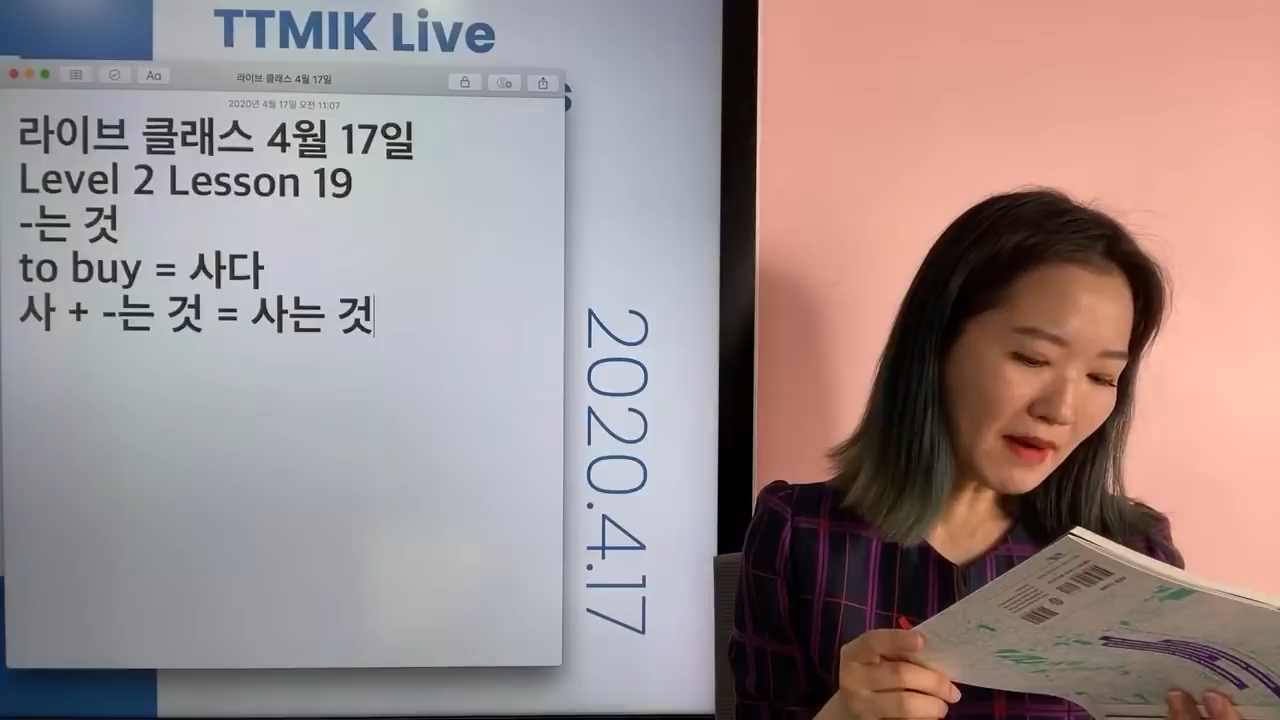 TTMIK Live
Aa
라이브 클래스 4월 17일
2020년 4월 17일 오전 11:07
라이브 클래스 4월 17일
Level 2 Lesson 19
-는 것
to buy = 사다
사 + -는 것 = 사는 것
2020.4.17